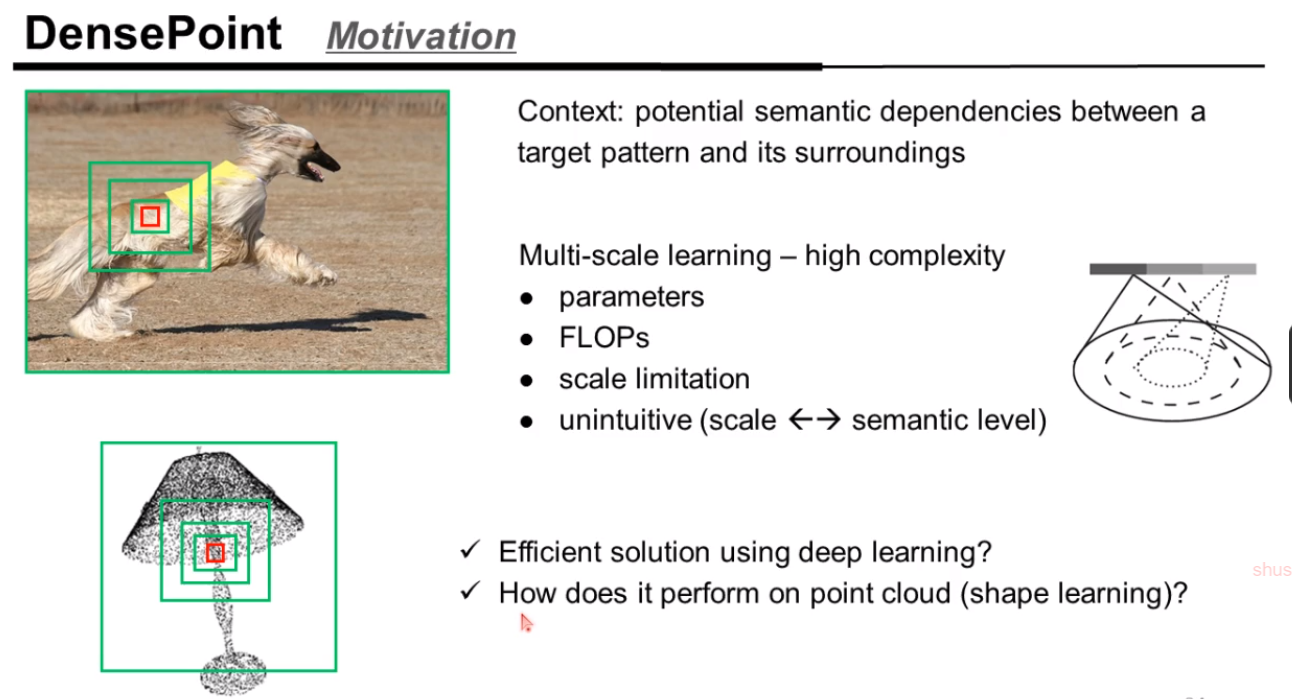 DensePoint Motivation
Context: potential semantic dependencies between a
target pattern and its surroundings
Multi-scale learning – high complexity
● parameters
● FLOPs
● scale limitation
● unintuitive (scale ←→ semantic level)
✓ Efficient solution using deep learning?
✓ How does it perform on point cloud (shape learning)?
shus